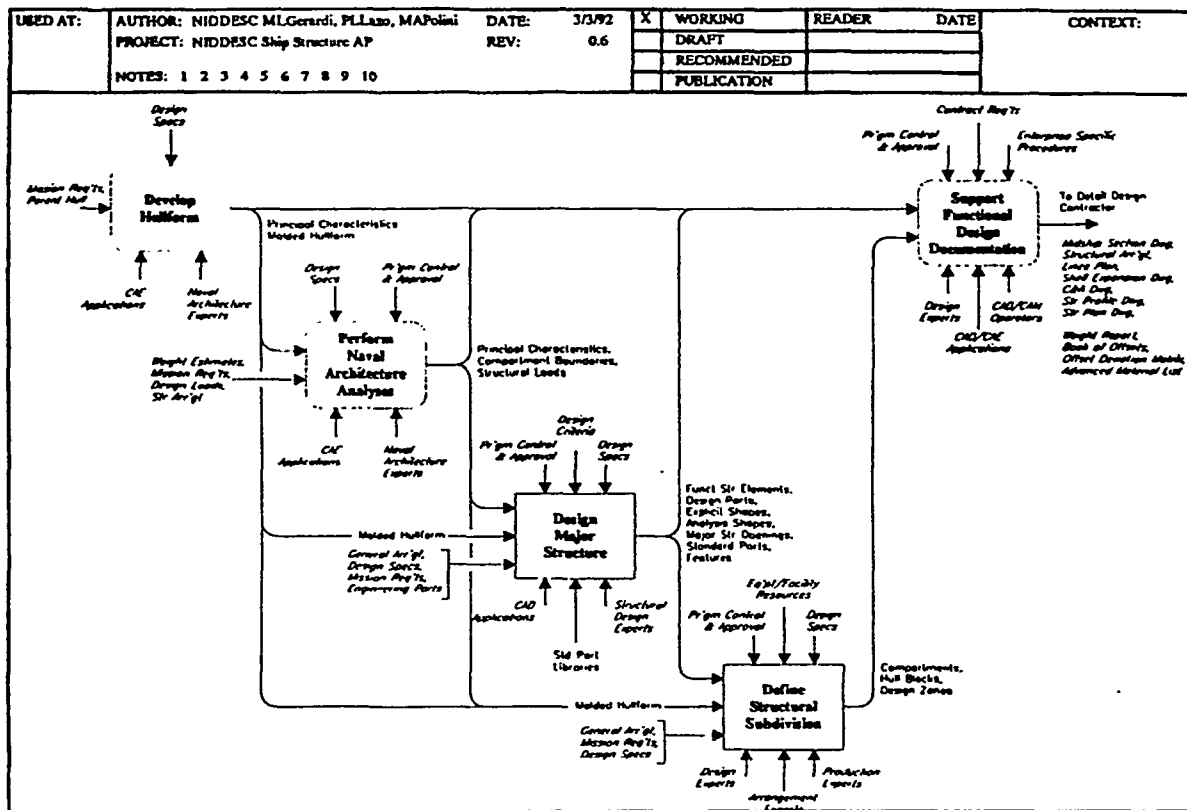 USED AT:
AUTHOR: NIDDESC MLGerardi, PLLazo, MAPolini
DATE: 3/3/92
PROJECT: NIDDESC Ship Structure AP
REV: 0.6
NOTES: 1 2 3 4 5 6 7 8 9 10
X WORKING
DRAFT
RECOMMENDED
PUBLICATION
READER DATE
CONTEXT:
Design
Specs
Mission Req'ts,
Parent Hull
Develop
Hullform
CAE
Applications
Naval
Architecture
Experts
Principal Characteristics
Molded Hullform
Design
Specs
Pr'gm Control
& Approval
Perform
Naval
Architecture
Analyses
Weight Estimates,
Mission Req'ts,
Design Loads,
Str Arr'gt
CAE
Applications
Naval
Architecture
Experts
Principal Characteristics,
Compartment Boundaries,
Structural Loads
Pr'gm Control
& Approval
Design
Criteria
Design
Specs
Design
Major
Structure
Molded Hullform
General Arr'gt,
Design Specs,
Mission Req'ts,
Engineering Parts
CAD
Applications
Std Part
Libraries
Structural
Design
Experts
Funct Str Elements,
Design Parts,
Explicit Shapes,
Analysis Shapes,
Major Str Openings,
Standard Parts,
Features
Pr'gm Control
& Approval
Eq'pt/Facility
Resources
Design
Specs
Define
Structural
Subdivision
Molded Hullform
General Arr'gt,
Mission Req'ts,
Design Specs
Design
Experts
Arrangement
Production
Experts
Compartments,
Hull Blocks,
Design Zones
Pr'gm Control
& Approval
Contract Req'ts
Enterprise Specific
Procedures
Support
Functional
Design
Documentation
Design
Experts
CAD/CAE
Applications
CAD/CAM
Operators
To Detail Design
Contractor
Midship Section Dwg,
Structural Arr'gt,
Lines Plan,
Shell Expansion Dwg,
C&A Dwg,
Str Profile Dwg,
Str Plan Dwg,
Weight Report,
Book of Offsets,
Offset Deviation Matrix,
Advanced Material List